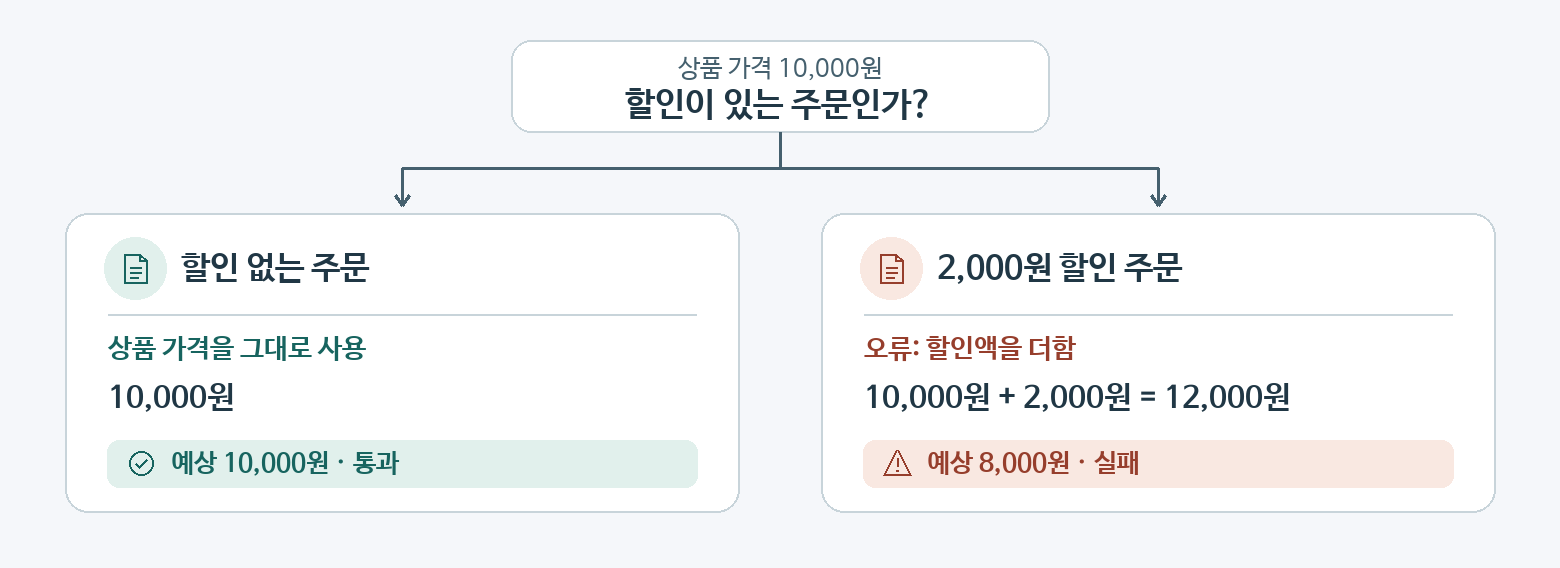 상품 가격 10,000원
할인이 있는 주문인가?
할인 없는 주문
상품 가격을 그대로 사용
10,000원
예상 10,000원 · 통과
2,000원 할인 주문
오류: 할인액을 더함
10,000원 + 2,000원 = 12,000원
예상 8,000원 · 실패